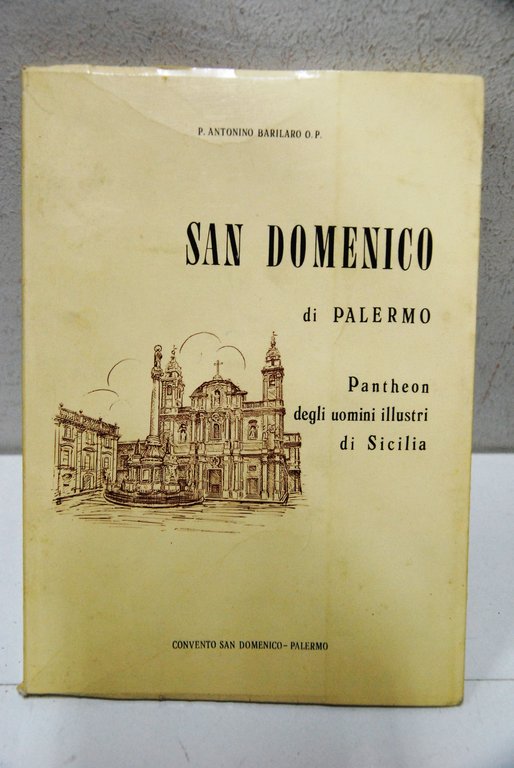 P. ANTONINO BARILARO O. P.
SAN DOMENICO
di PALERMO
Pantheon
degli uomini illustri
di Sicilia
CONVENTO SAN DOMENICO - PALERMO